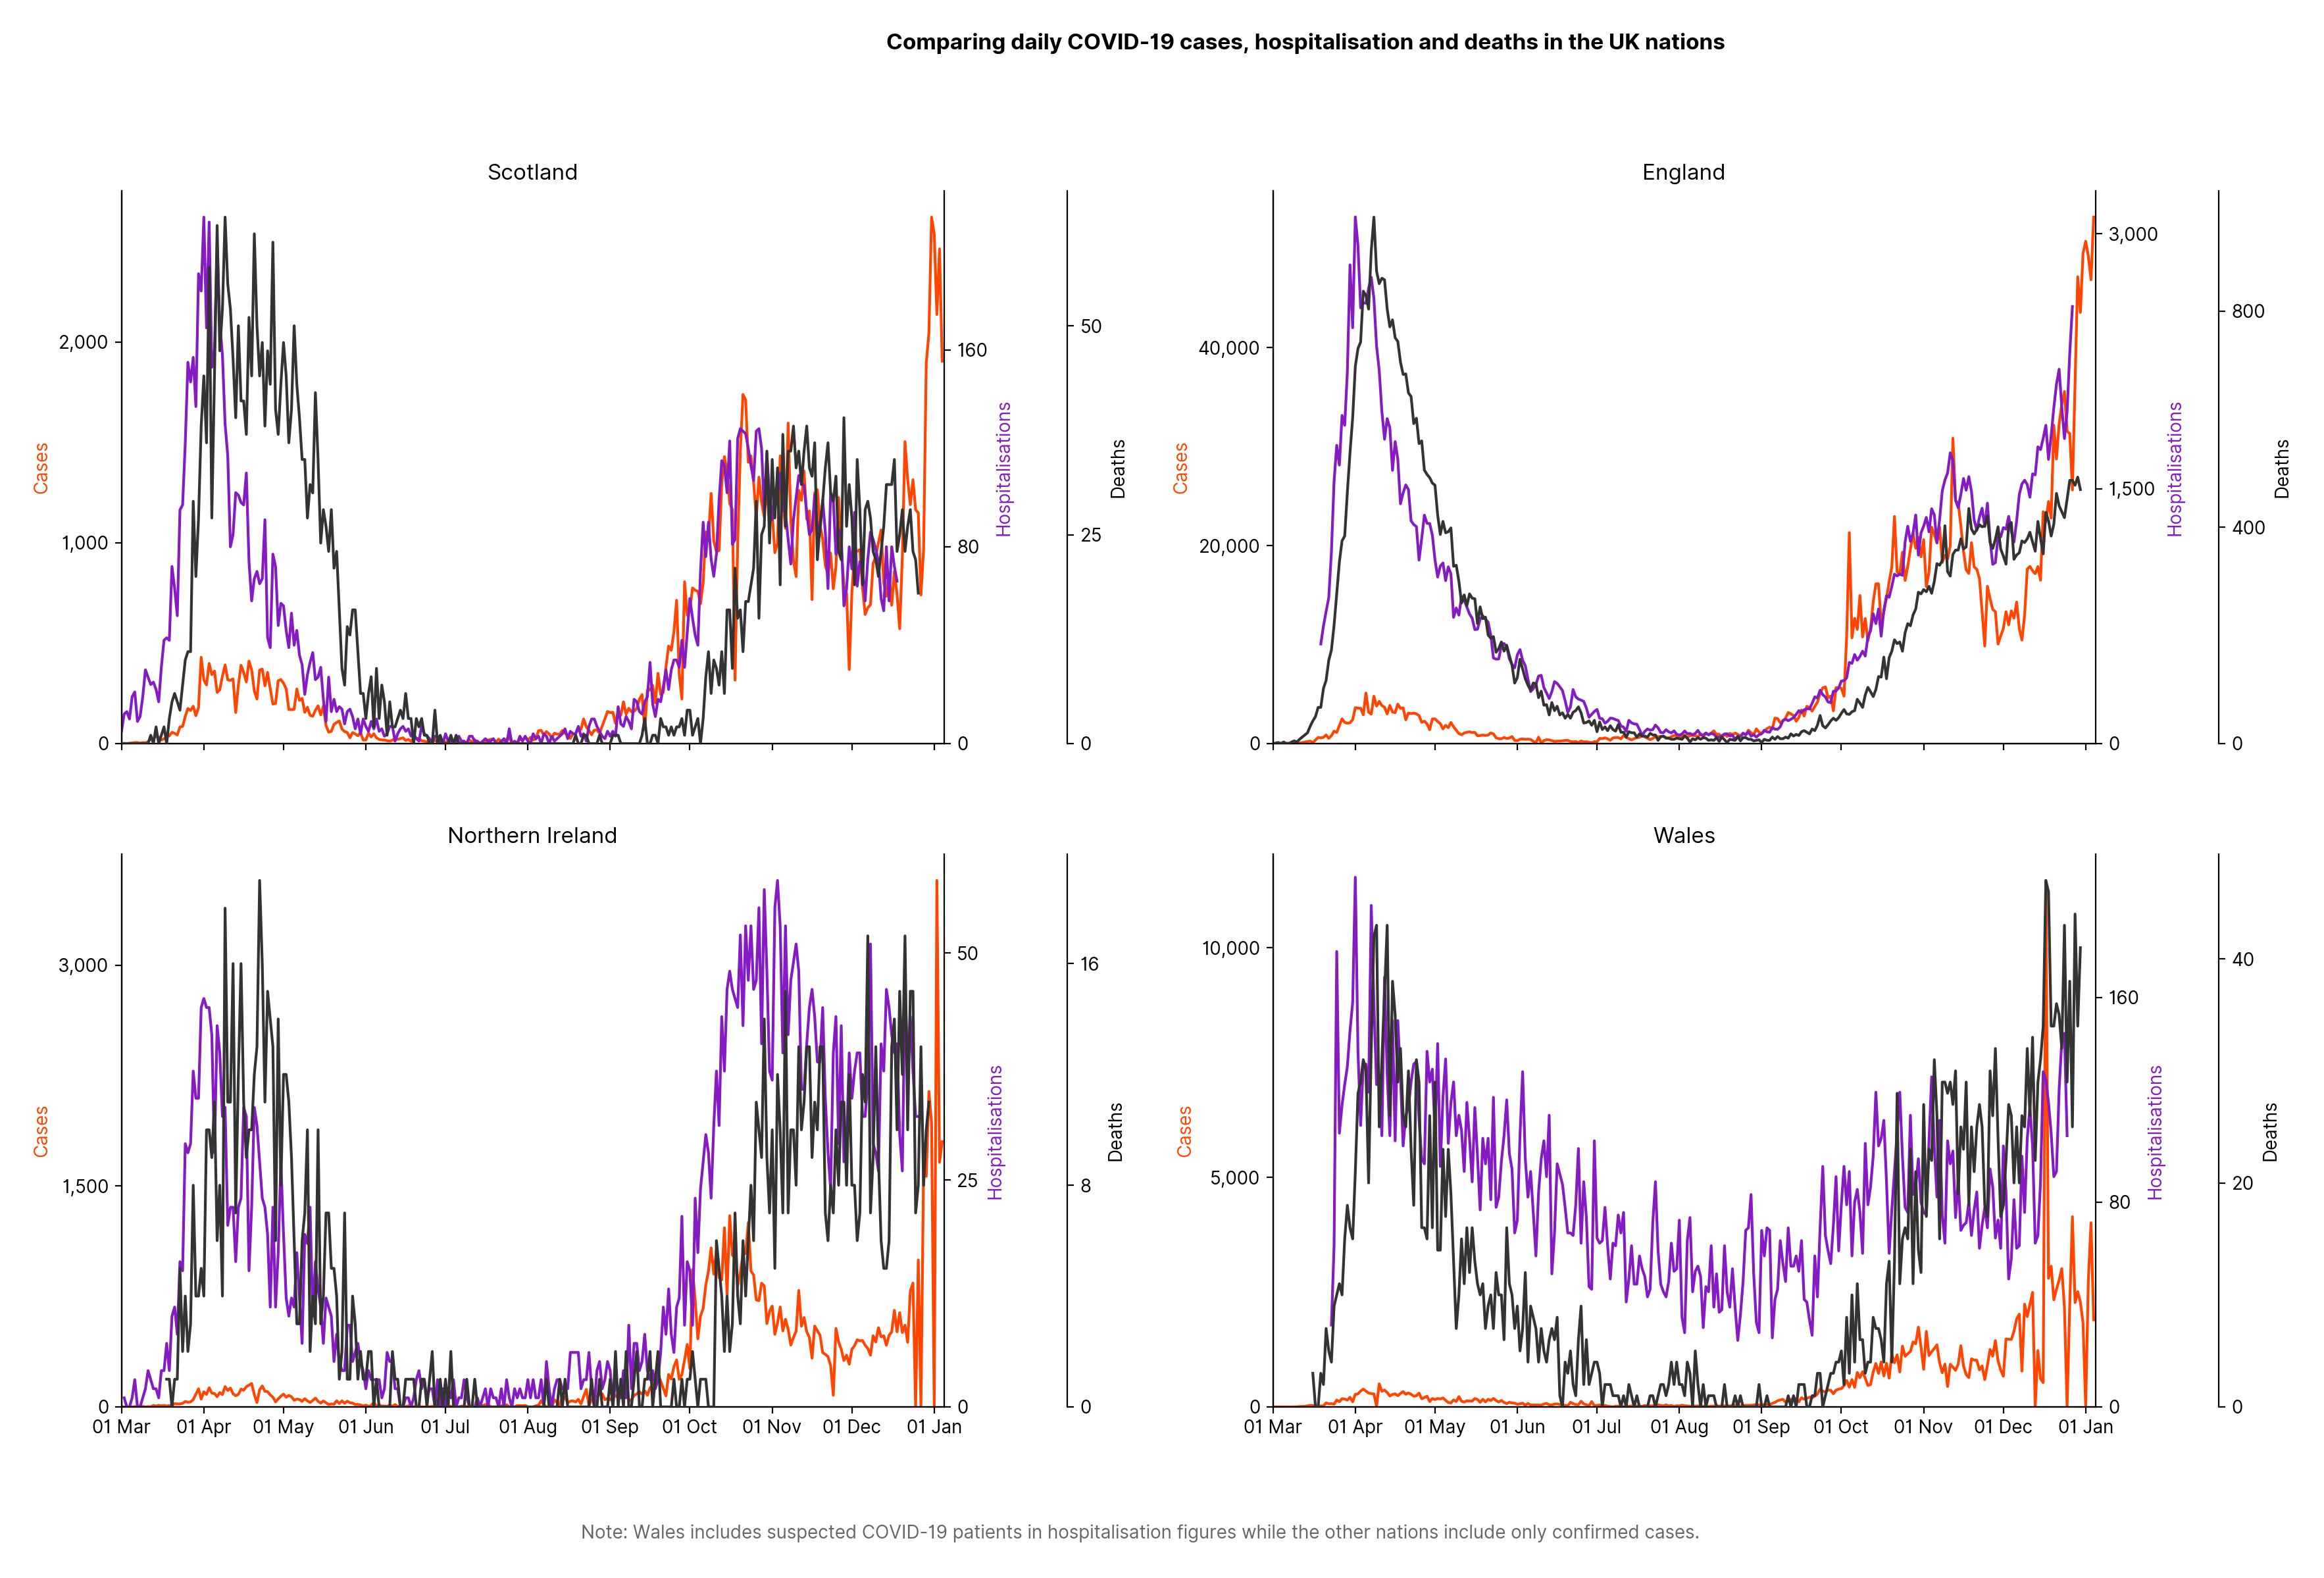 Comparing daily COVID-19 cases, hospitalisation and deaths in the UK nations
Scotland
Cases
2,000
1,000
0
160
80
0
Hospitalisations
50
25
0
Deaths
England
Cases
40,000
20,000
0
3,000
1,500
0
Hospitalisations
800
400
0
Deaths
Northern Ireland
Cases
3,000
1,500
0
50
25
0
Hospitalisations
16
8
0
Deaths
01 Mar 01 Apr 01 May 01 Jun 01 Jul 01 Aug 01 Sep 01 Oct 01 Nov 01 Dec 01 Jan
Wales
Cases
10,000
5,000
0
160
80
0
Hospitalisations
40
20
0
Deaths
01 Mar 01 Apr 01 May 01 Jun 01 Jul 01 Aug 01 Sep 01 Oct 01 Nov 01 Dec 01 Jan
Note: Wales includes suspected COVID-19 patients in hospitalisation figures while the other nations include only confirmed cases.